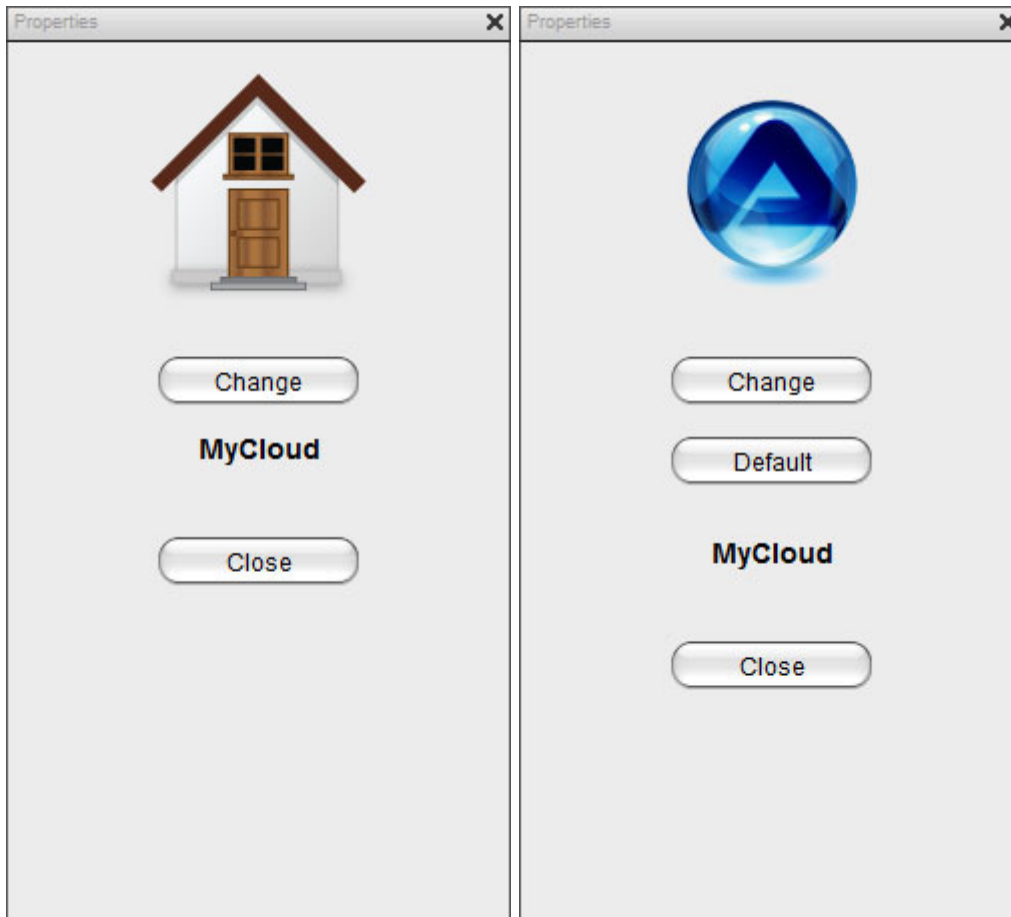 Properties
Change
MyCloud
Close
Properties
Change
Default
MyCloud
Close